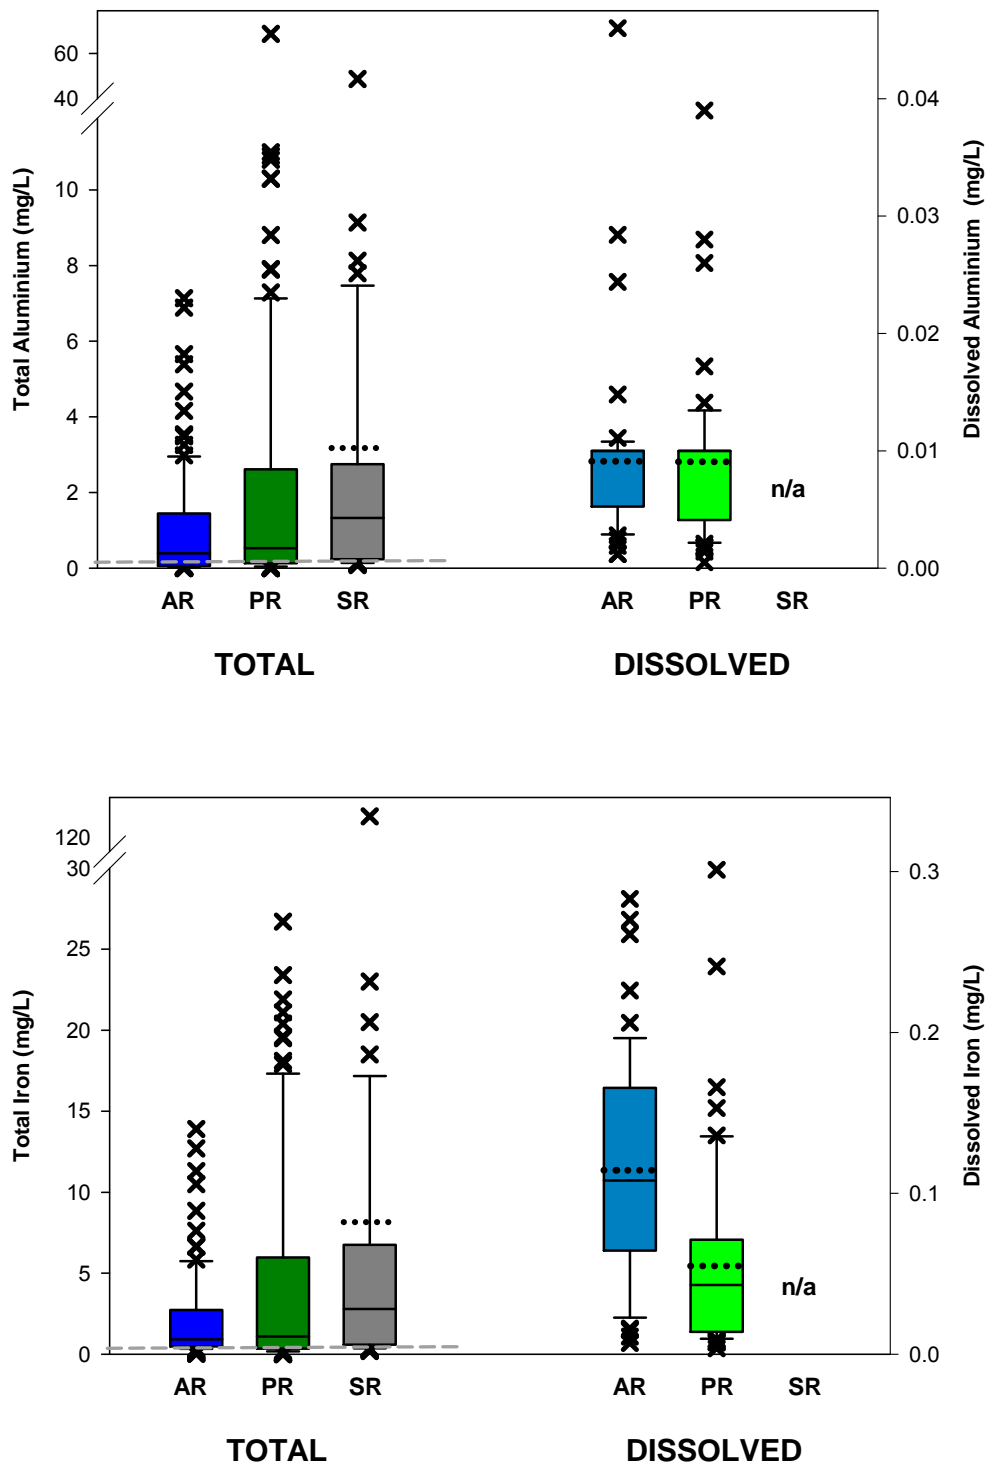 60
40
10
8
6
4
2
0
Total Aluminium (mg/L)
0.04
0.03
0.02
0.01
0.00
Dissolved Aluminium (mg/L)
n/a
AR PR SR AR PR SR
TOTAL DISSOLVED
120
30
25
20
15
10
5
0
Total Iron (mg/L)
0.3
0.2
0.1
0.0
Dissolved Iron (mg/L)
n/a
AR PR SR AR PR SR
TOTAL DISSOLVED